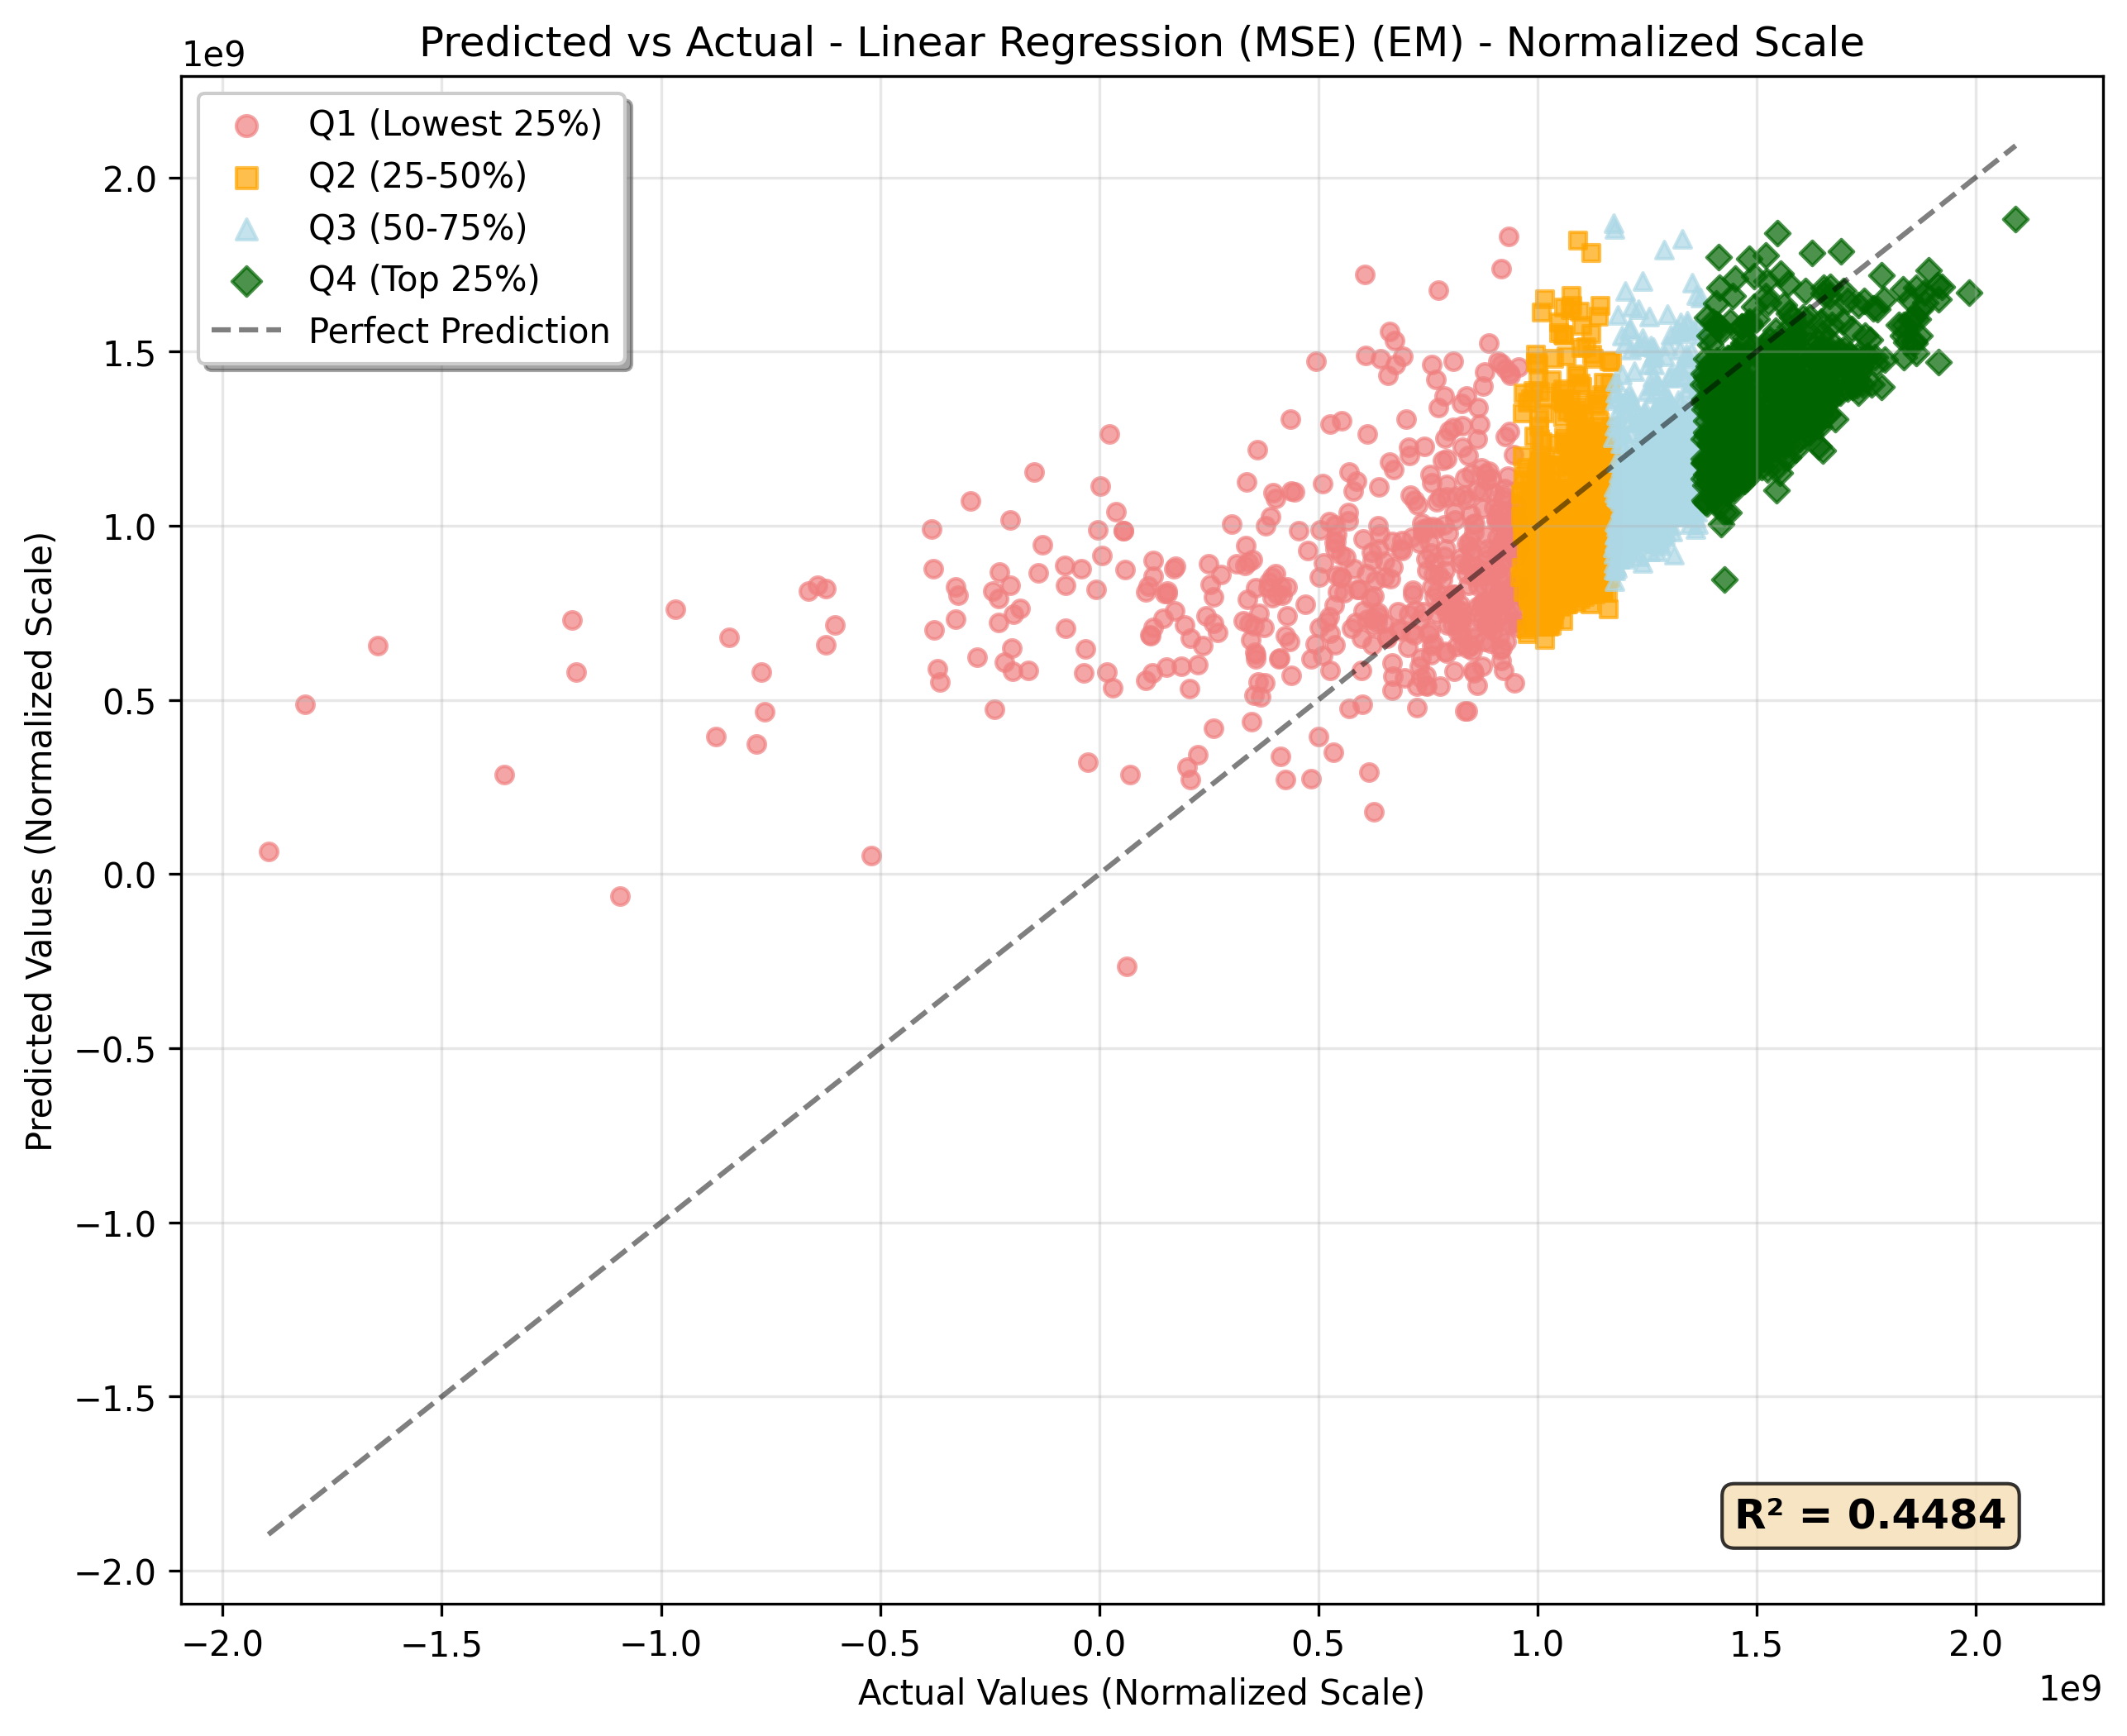 Predicted vs Actual - Linear Regression (MSE) (EM) - Normalized Scale
1e9
Q1 (Lowest 25%)
Q2 (25-50%)
Q3 (50-75%)
Q4 (Top 25%)
Perfect Prediction
2.0
1.5
1.0
0.5
0.0
−0.5
−1.0
−1.5
−2.0
Predicted Values (Normalized Scale)
R² = 0.4484
−2.0 −1.5 −1.0 −0.5 0.0 0.5 1.0 1.5 2.0
1e9
Actual Values (Normalized Scale)